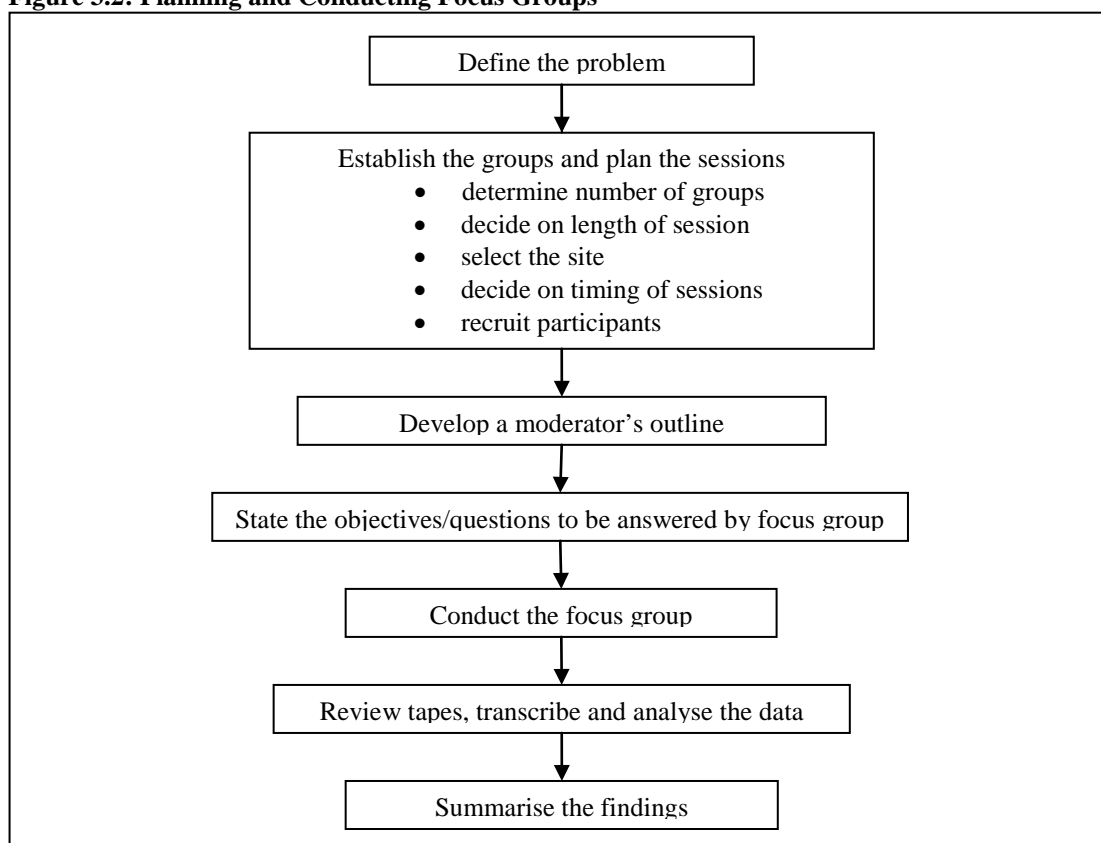 Figure 3.2: Planning and Conducting Focus Groups
Define the problem
Establish the groups and plan the sessions
• determine number of groups
• decide on length of session
• select the site
• decide on timing of sessions
• recruit participants
Develop a moderator’s outline
State the objectives/questions to be answered by focus group
Conduct the focus group
Review tapes, transcribe and analyse the data
Summarise the findings